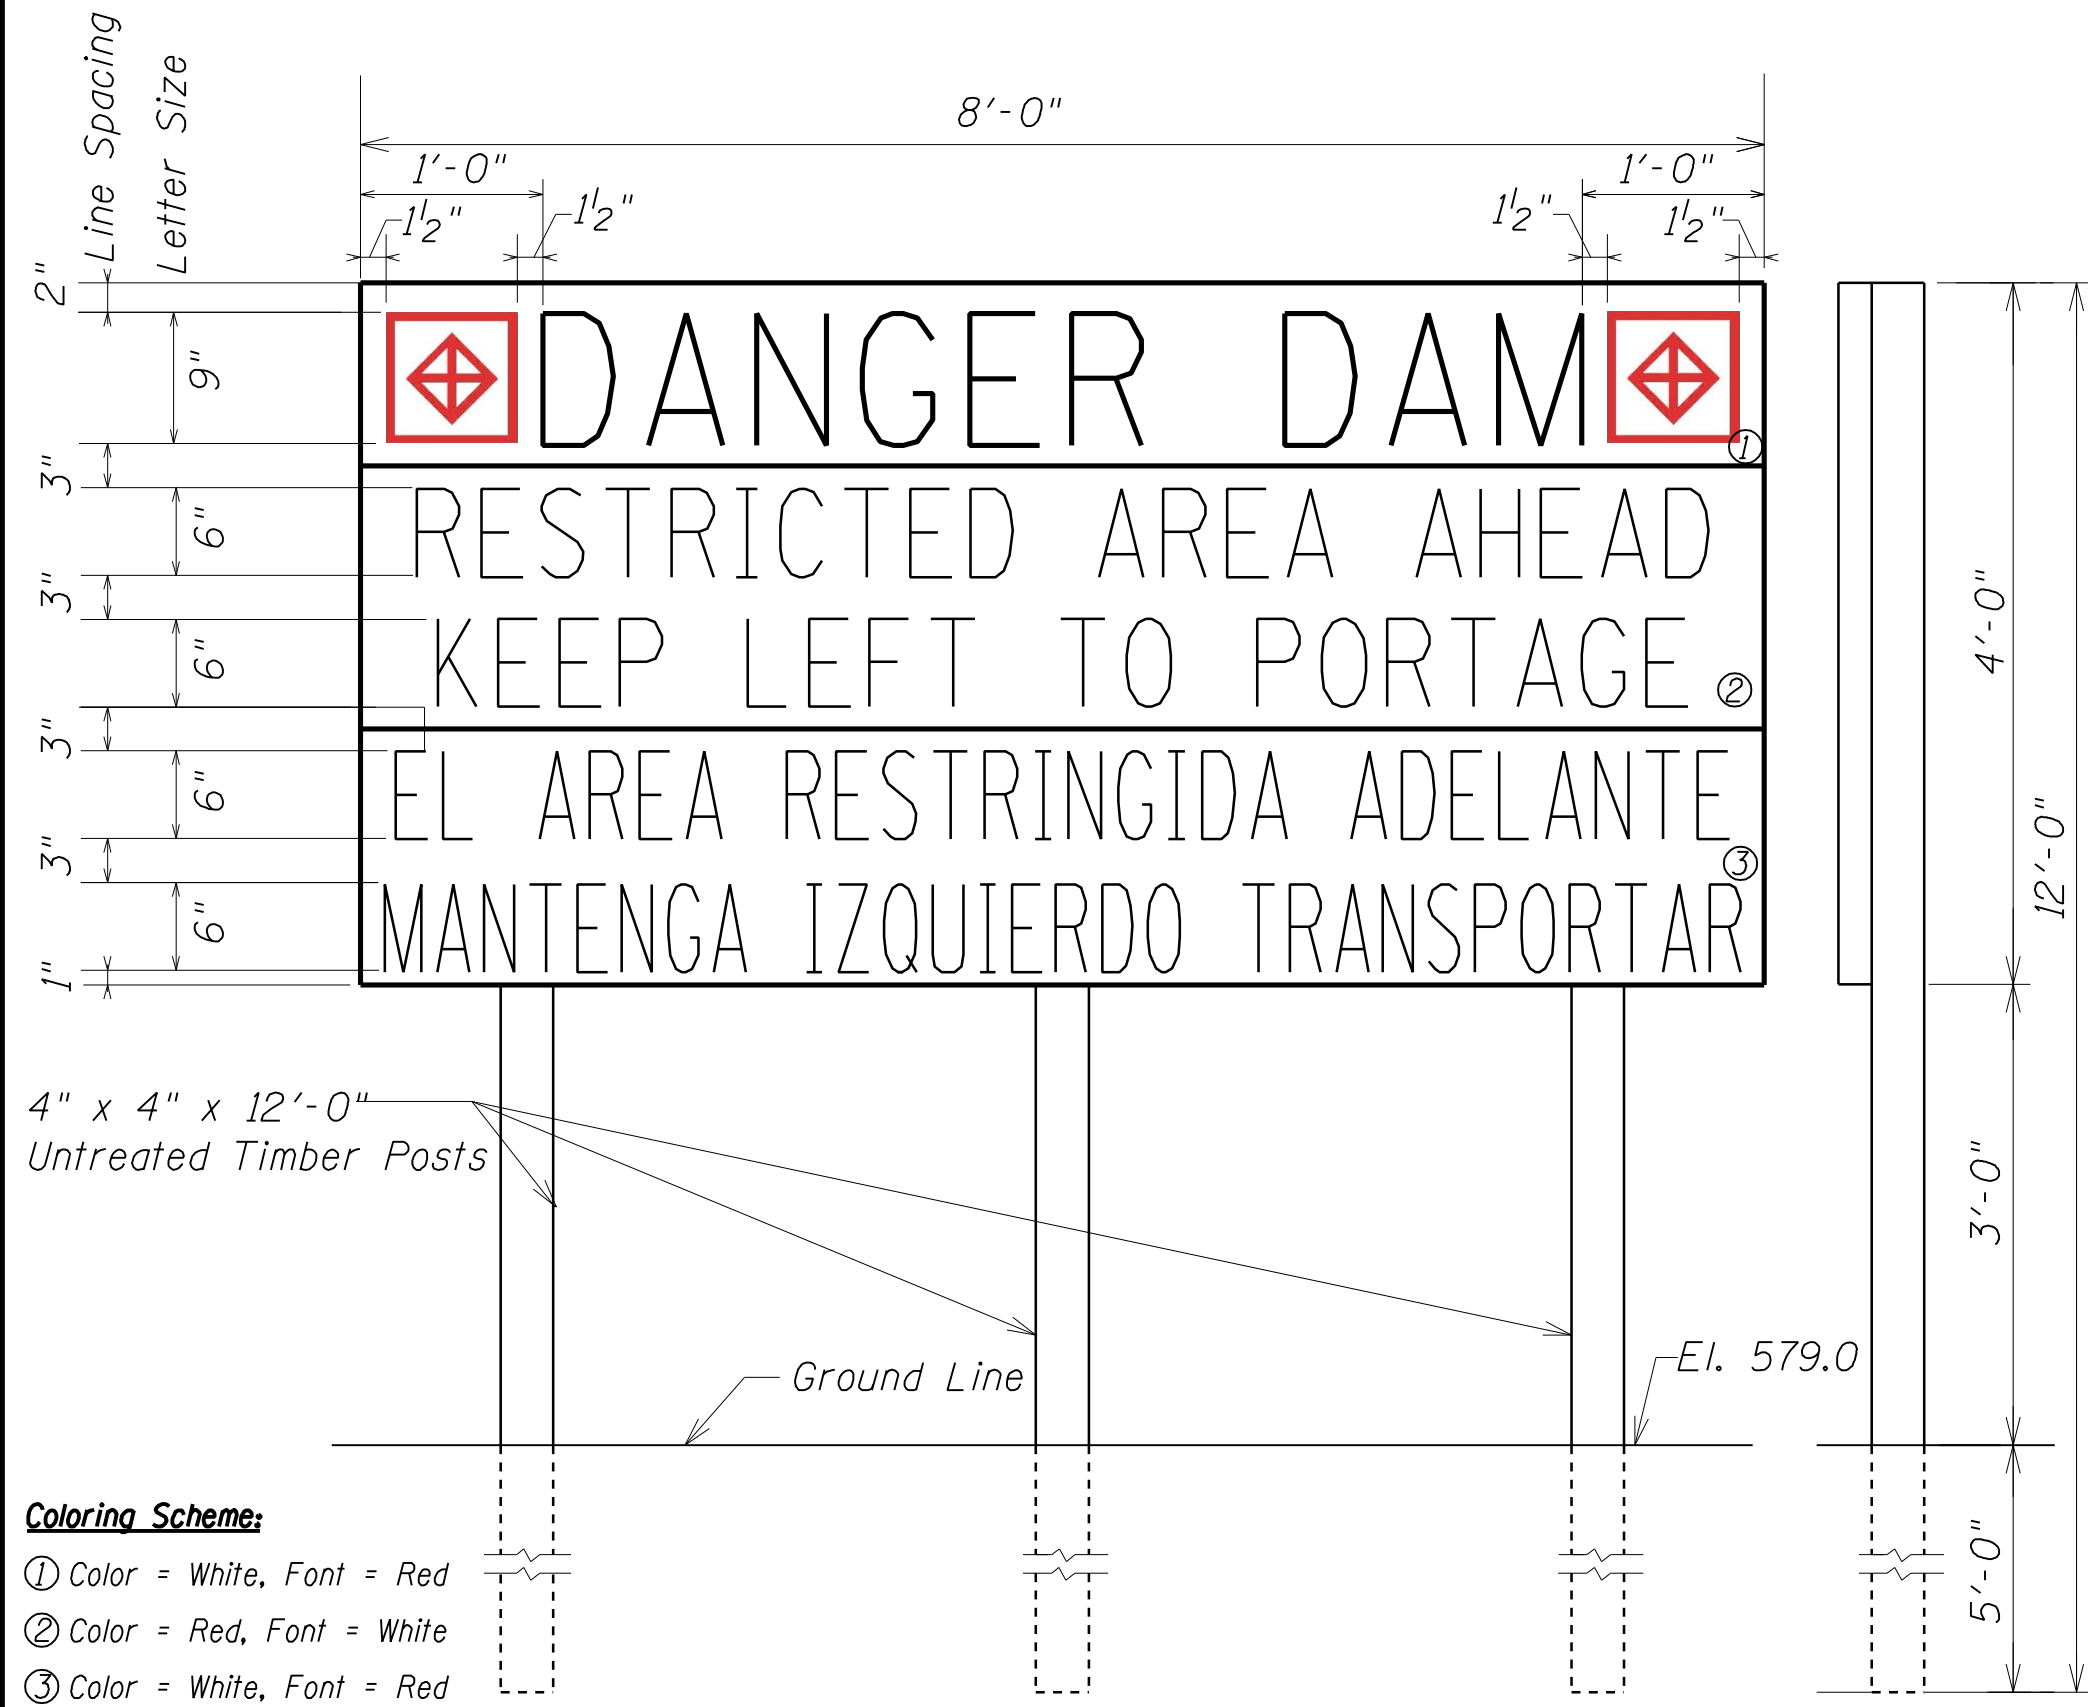 Line Spacing
Letter Size
8'-0"
1'-0"
1'-0"
1½"
1½"
1½"
1½"
2"
9"
DANGER DAM
1
3"
6"
RESTRICTED AREA AHEAD
3"
6"
KEEP LEFT TO PORTAGE
2
3"
6"
EL AREA RESTRINGIDA ADELANTE
3
3"
6"
MANTENGA IZQUIERDO TRANSPORTAR
1"
4'-0"
12'-0"
4" x 4" x 12'-0"
Untreated Timber Posts
3'-0"
Ground Line
El. 579.0
5'-0"
Coloring Scheme:
1 Color = White, Font = Red
2 Color = Red, Font = White
3 Color = White, Font = Red